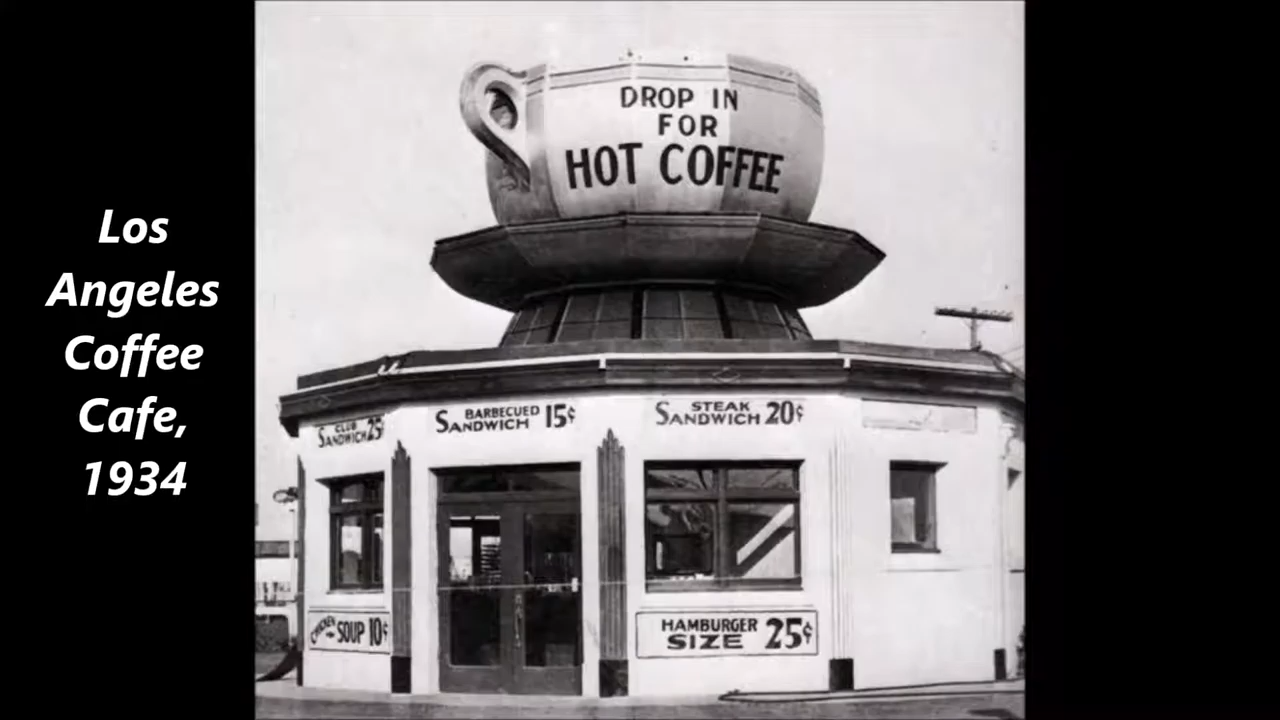 Los
Angeles
Coffee
Cafe,
1934
DROP IN
FOR
HOT COFFEE
CLUB
SANDWICH 25¢
BARBECUED
SANDWICH 15¢
STEAK
SANDWICH 20¢
CHICKEN SOUP 10¢
HAMBURGER
SIZE 25¢